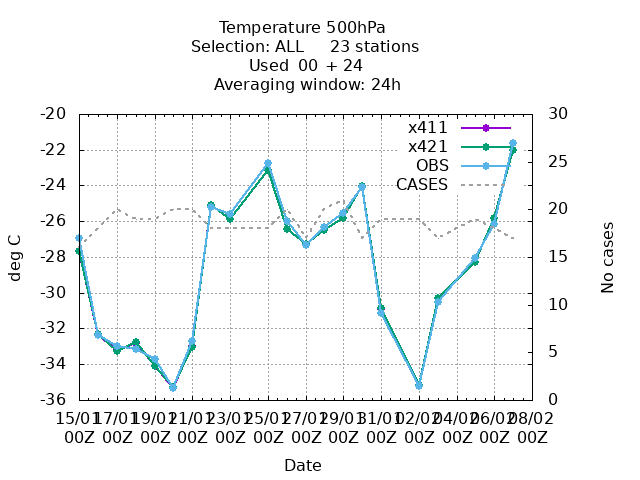 Temperature 500hPa
Selection: ALL 23 stations
Used 00 + 24
Averaging window: 24h
-20 30
x411
x421
OBS
CASES
-22
-24
-26
-28
-30
-32
-34
-36
25
20
15
10
5
0
deg C
No cases
15/01 17/01 19/01 21/01 23/01 25/01 27/01 29/01 31/01 02/02 04/02 06/02 08/02
00Z 00Z 00Z 00Z 00Z 00Z 00Z 00Z 00Z 00Z 00Z 00Z 00Z
Date